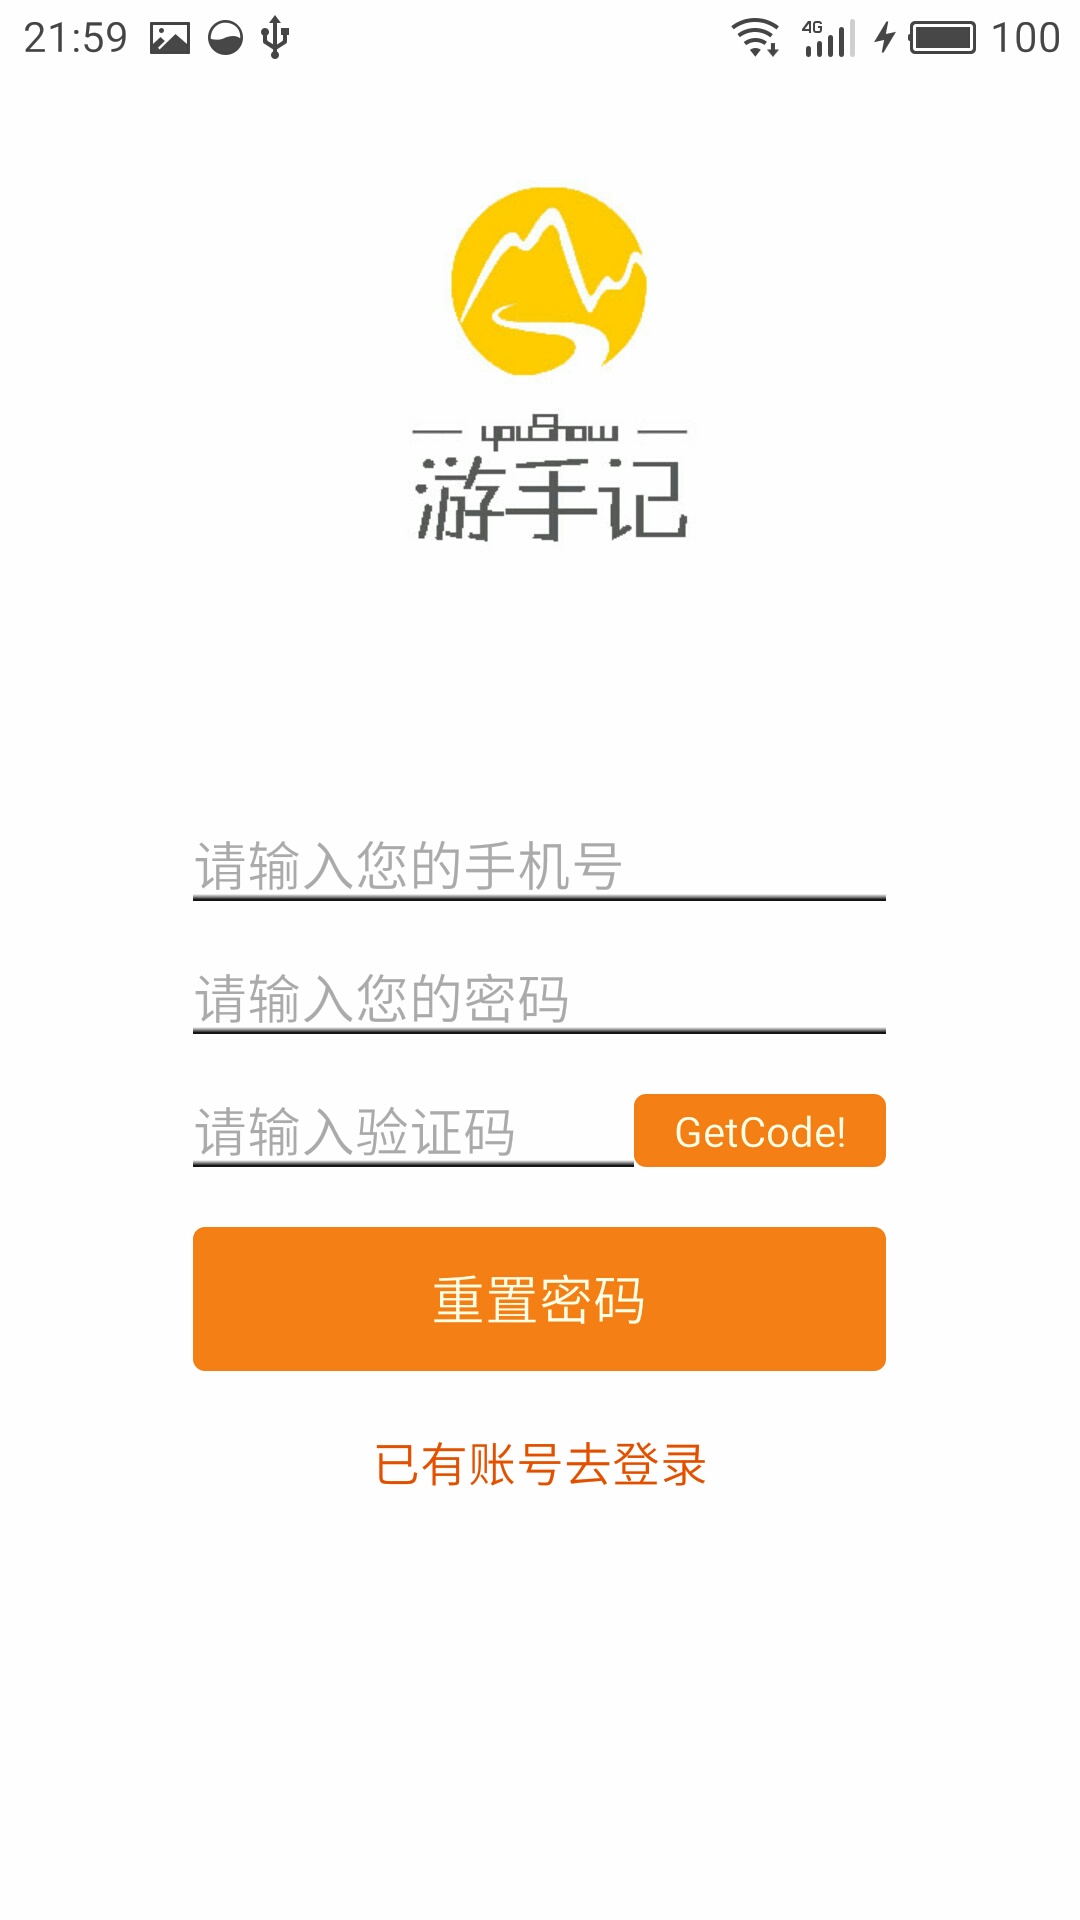 21:59
4G
100
youShow
游手记
请输入您的手机号
请输入您的密码
请输入验证码
GetCode!
重置密码
已有账号去登录